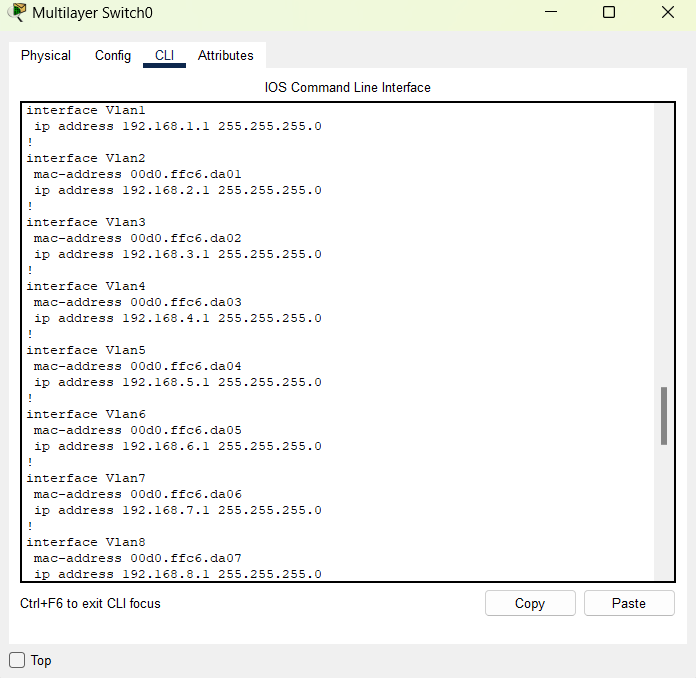 Multilayer Switch0
Physical Config CLI Attributes
IOS Command Line Interface
interface Vlan1
 ip address 192.168.1.1 255.255.255.0
!
interface Vlan2
 mac-address 00d0.ffc6.da01
 ip address 192.168.2.1 255.255.255.0
!
interface Vlan3
 mac-address 00d0.ffc6.da02
 ip address 192.168.3.1 255.255.255.0
!
interface Vlan4
 mac-address 00d0.ffc6.da03
 ip address 192.168.4.1 255.255.255.0
!
interface Vlan5
 mac-address 00d0.ffc6.da04
 ip address 192.168.5.1 255.255.255.0
!
interface Vlan6
 mac-address 00d0.ffc6.da05
 ip address 192.168.6.1 255.255.255.0
!
interface Vlan7
 mac-address 00d0.ffc6.da06
 ip address 192.168.7.1 255.255.255.0
!
interface Vlan8
 mac-address 00d0.ffc6.da07
 ip address 192.168.8.1 255.255.255.0
Ctrl+F6 to exit CLI focus
Copy Paste
Top